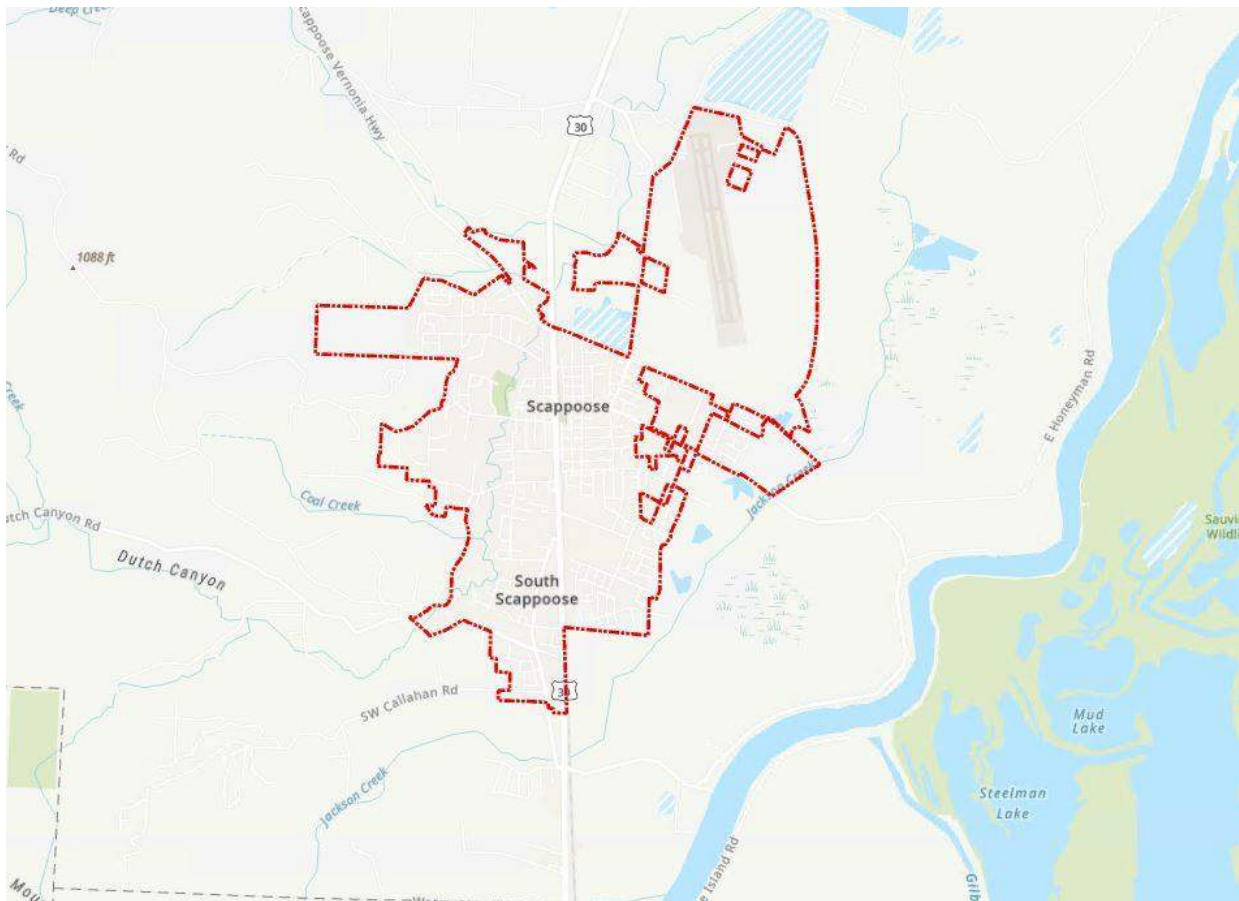 Deep Cre
Scappoose Vernonia Hwy
30
Rd
1088 ft
Scappoose
E Honeyman Rd
Creek
Coal Creek
Jackson Creek
utch Canyon Rd
Dutch Canyon
Sauvi
Wildli
South
Scappoose
30
SW Callahan Rd
Mud
Lake
Jackson Creek
Steelman
Lake
e Island Rd
Gilb
Mou